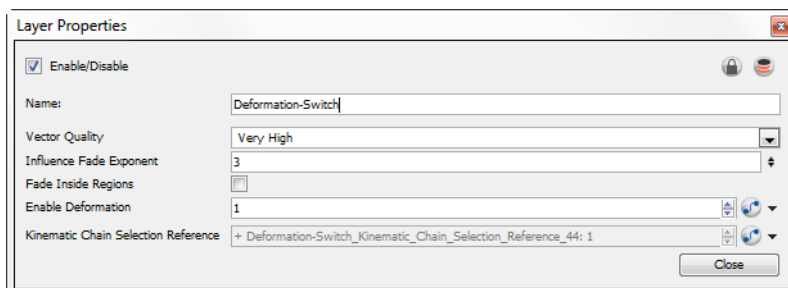 Layer Properties
Enable/Disable
Name: Deformation-Switch
Vector Quality Very High
Influence Fade Exponent 3
Fade Inside Regions
Enable Deformation 1
Kinematic Chain Selection Reference + Deformation-Switch_Kinematic_Chain_Selection_Reference_44: 1
Close